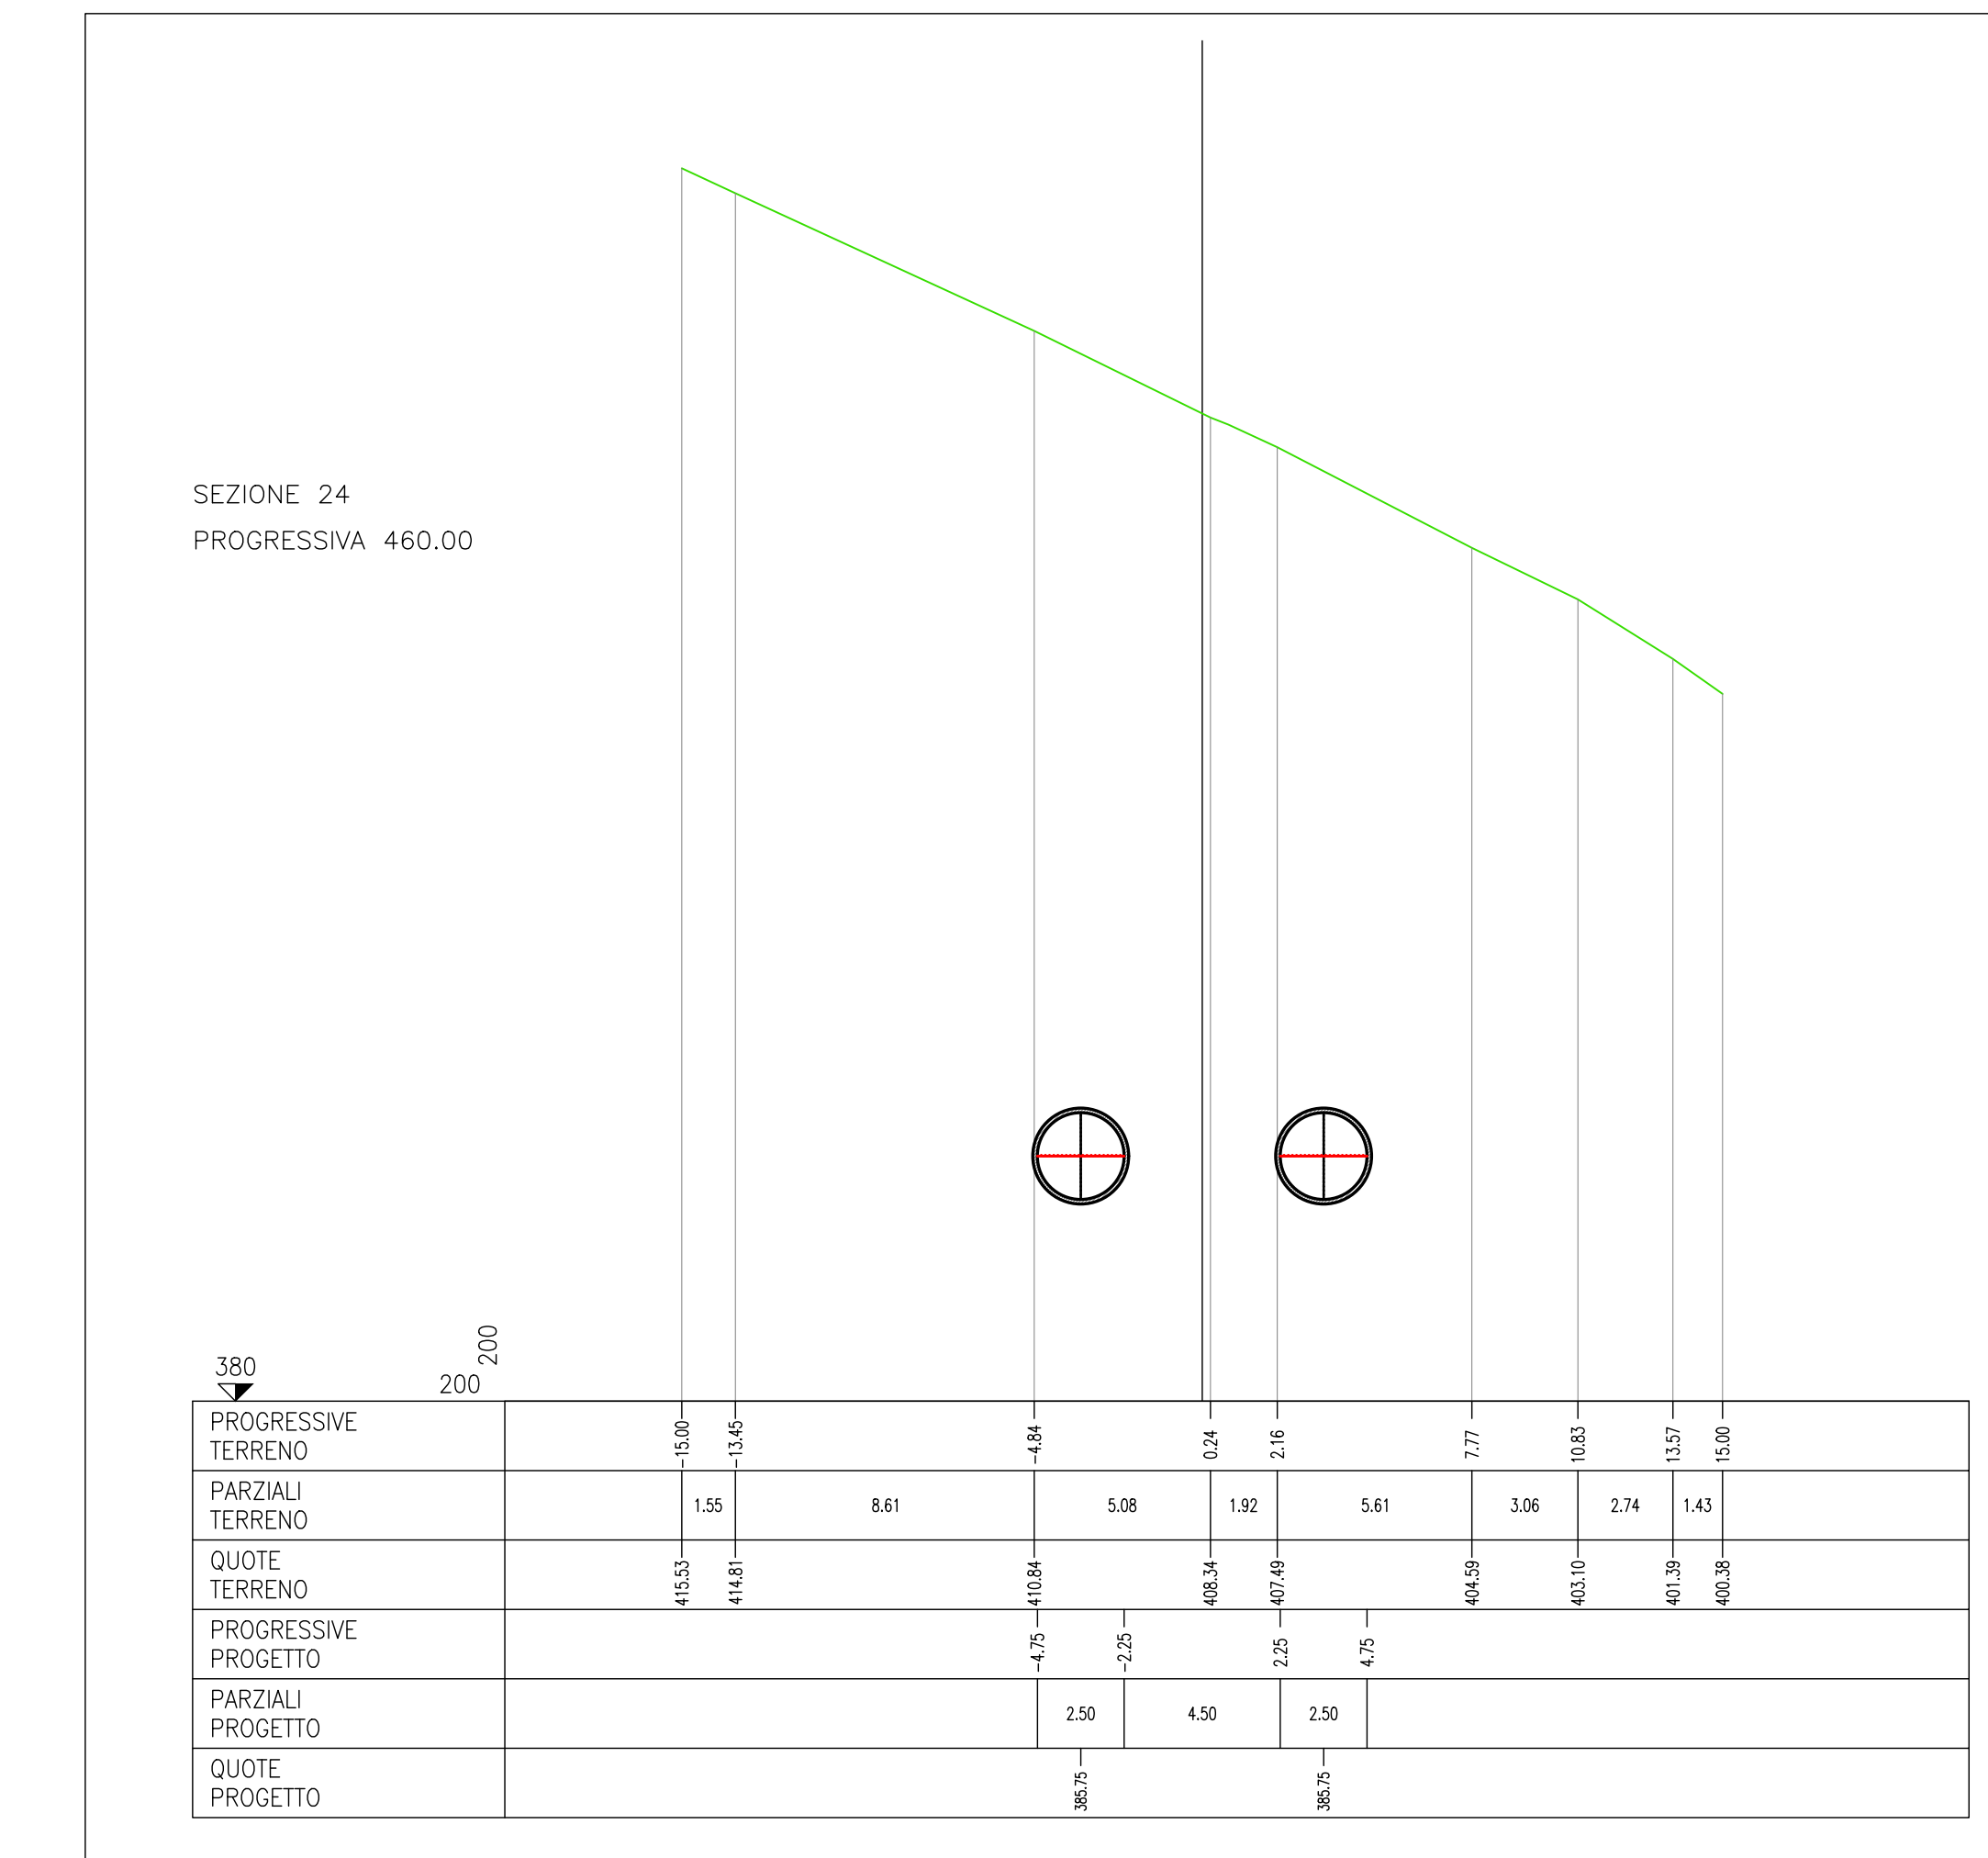 SEZIONE 24
PROGRESSIVA 460.00
200
380
200
PROGRESSIVE
TERRENO
-15.00 -13.45 -4.84 0.24 2.16 7.77 10.83 13.57 15.00
PARZIALI
TERRENO
1.55 8.61 5.08 1.92 5.61 3.06 2.74 1.43
QUOTE
TERRENO
415.53 414.81 410.84 408.34 407.49 404.59 403.10 401.39 400.38
PROGRESSIVE
PROGETTO
-4.75 -2.25 2.25 4.75
PARZIALI
PROGETTO
2.50 4.50 2.50
QUOTE
PROGETTO
385.75 385.75